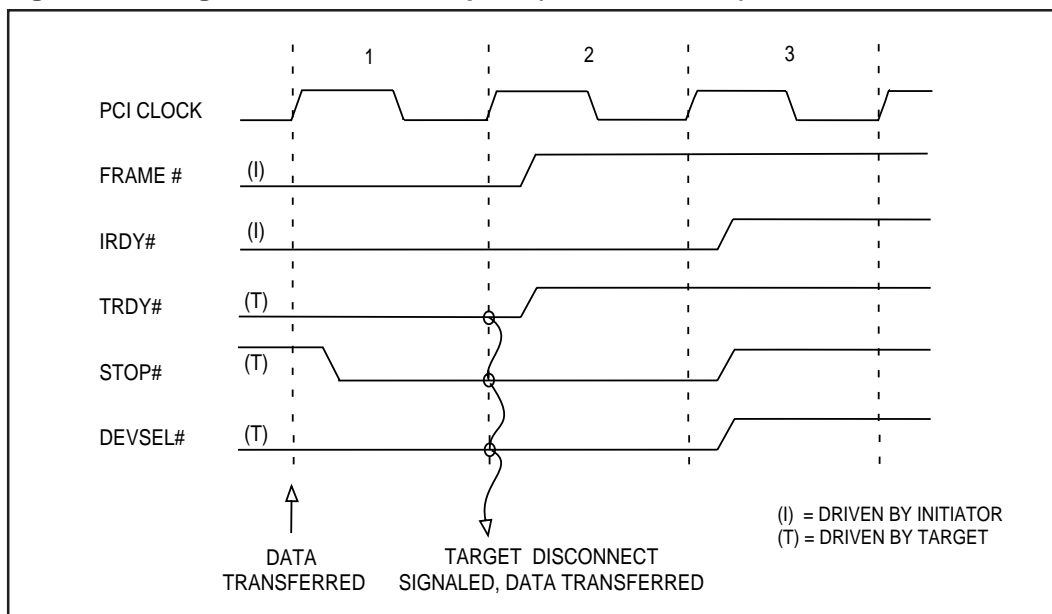 1 2 3
PCI CLOCK
FRAME # (I)
IRDY# (I)
TRDY# (T)
STOP# (T)
DEVSEL# (T)
DATA
TRANSFERRED
TARGET DISCONNECT
SIGNALED, DATA TRANSFERRED
(I) = DRIVEN BY INITIATOR
(T) = DRIVEN BY TARGET